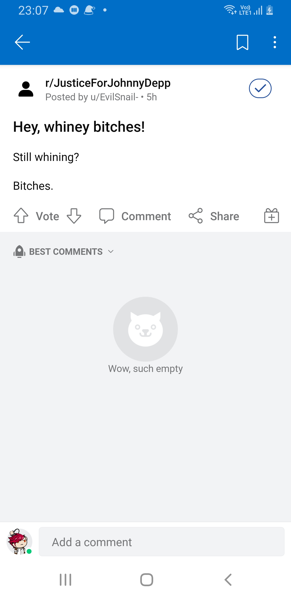 23:07
Vo)) LTE1
r/JusticeForJohnnyDepp
Posted by u/EvilSnail- • 5h
Hey, whiney bitches!
Still whining?
Bitches.
Vote Comment Share
BEST COMMENTS
Wow, such empty
Add a comment